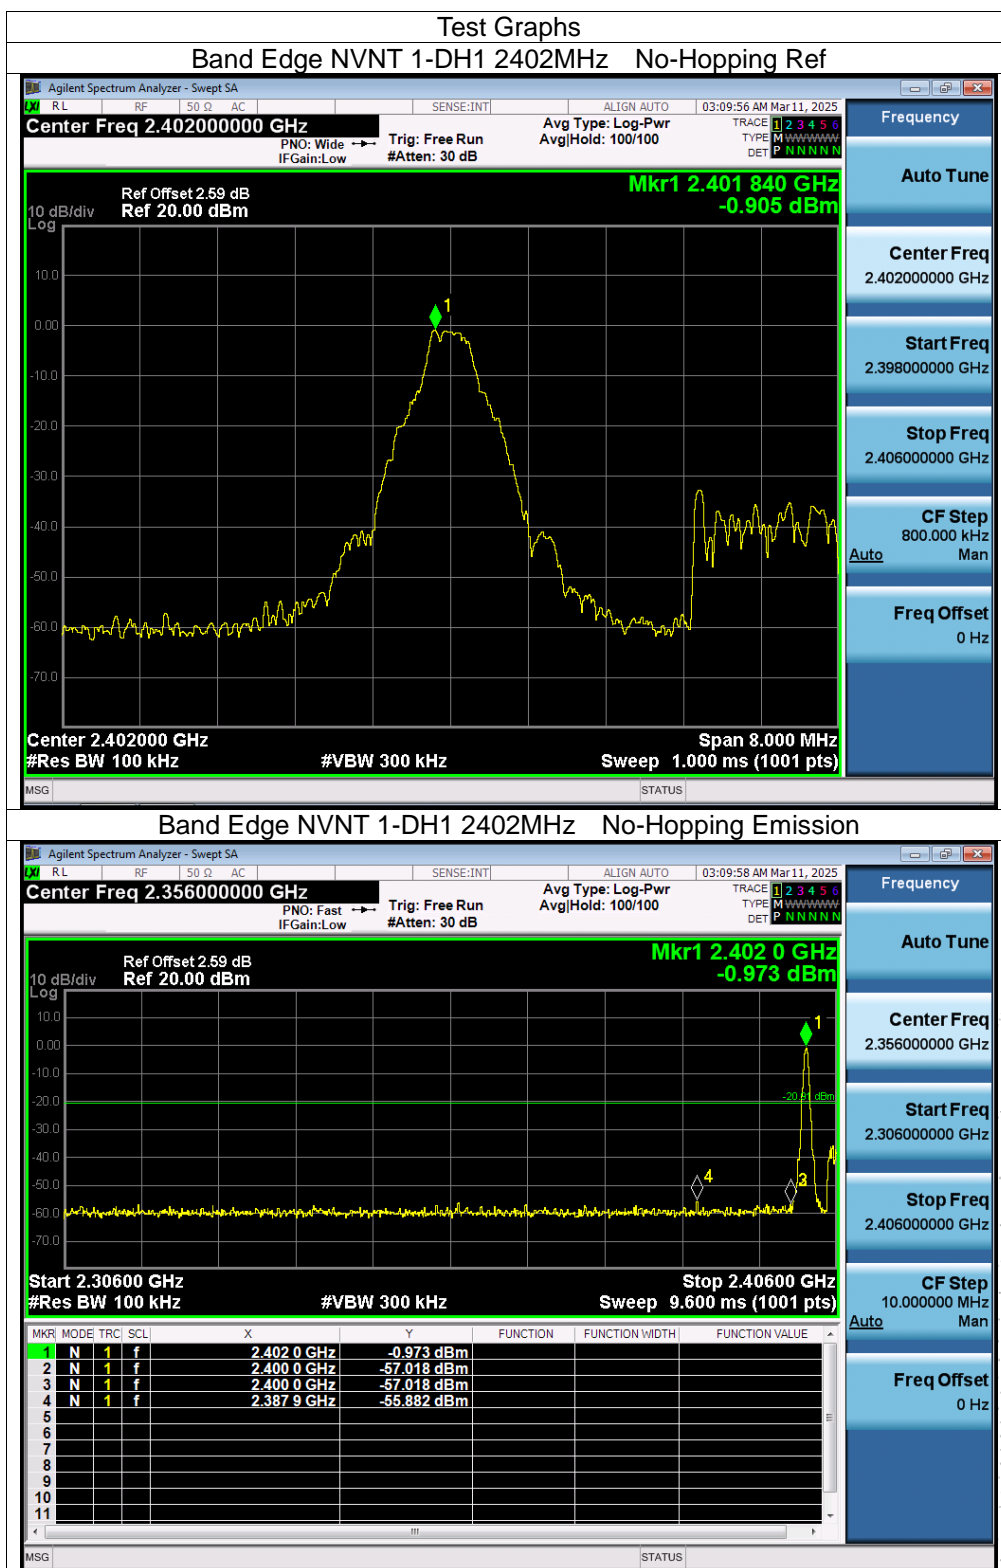 Test Graphs
Band Edge NVNT 1-DH1 2402MHz No-Hopping Ref
Agilent Spectrum Analyzer - Swept SA
LXI RL RF 50 Ω AC SENSE:INT ALIGN AUTO 03:09:56 AM Mar 11, 2025
Center Freq 2.402000000 GHz
PNO: Wide
IFGain:Low
Trig: Free Run
#Atten: 30 dB
Avg Type: Log-Pwr
Avg|Hold: 100/100
TRACE 1 2 3 4 5 6
TYPE M WWWWW
DET P N N N N N
Frequency
Auto Tune
Center Freq
2.402000000 GHz
Start Freq
2.398000000 GHz
Stop Freq
2.406000000 GHz
CF Step
800.000 kHz
Auto Man
Freq Offset
0 Hz
Mkr1 2.401 840 GHz
-0.905 dBm
Ref Offset 2.59 dB
10 dB/div Ref 20.00 dBm
Log
10.0
0.00
-10.0
-20.0
-30.0
-40.0
-50.0
-60.0
-70.0
1
Center 2.402000 GHz Span 8.000 MHz
#Res BW 100 kHz #VBW 300 kHz Sweep 1.000 ms (1001 pts)
MSG STATUS
Band Edge NVNT 1-DH1 2402MHz No-Hopping Emission
Agilent Spectrum Analyzer - Swept SA
LXI RL RF 50 Ω AC SENSE:INT ALIGN AUTO 03:09:58 AM Mar 11, 2025
Center Freq 2.356000000 GHz
PNO: Fast
IFGain:Low
Trig: Free Run
#Atten: 30 dB
Avg Type: Log-Pwr
Avg|Hold: 100/100
TRACE 1 2 3 4 5 6
TYPE M WWWWW
DET P N N N N N
Frequency
Auto Tune
Center Freq
2.356000000 GHz
Start Freq
2.306000000 GHz
Stop Freq
2.406000000 GHz
CF Step
10.000000 MHz
Auto Man
Freq Offset
0 Hz
Mkr1 2.402 0 GHz
-0.973 dBm
Ref Offset 2.59 dB
10 dB/div Ref 20.00 dBm
Log
10.0
0.00
-10.0
-20.0
-30.0
-40.0
-50.0
-60.0
-70.0
1
-20.91 dBm
4
3
Start 2.30600 GHz Stop 2.40600 GHz
#Res BW 100 kHz #VBW 300 kHz Sweep 9.600 ms (1001 pts)
MKR MODE TRC SCL X Y FUNCTION FUNCTION WIDTH FUNCTION VALUE
1 N 1 f 2.402 0 GHz -0.973 dBm
2 N 1 f 2.400 0 GHz -57.018 dBm
3 N 1 f 2.400 0 GHz -57.018 dBm
4 N 1 f 2.387 9 GHz -55.882 dBm
5
6
7
8
9
10
11
MSG STATUS